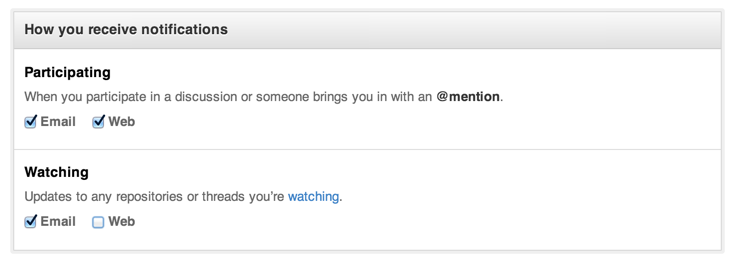 How you receive notifications
Participating
When you participate in a discussion or someone brings you in with an @mention.
Email Web
Watching
Updates to any repositories or threads you’re watching.
Email Web